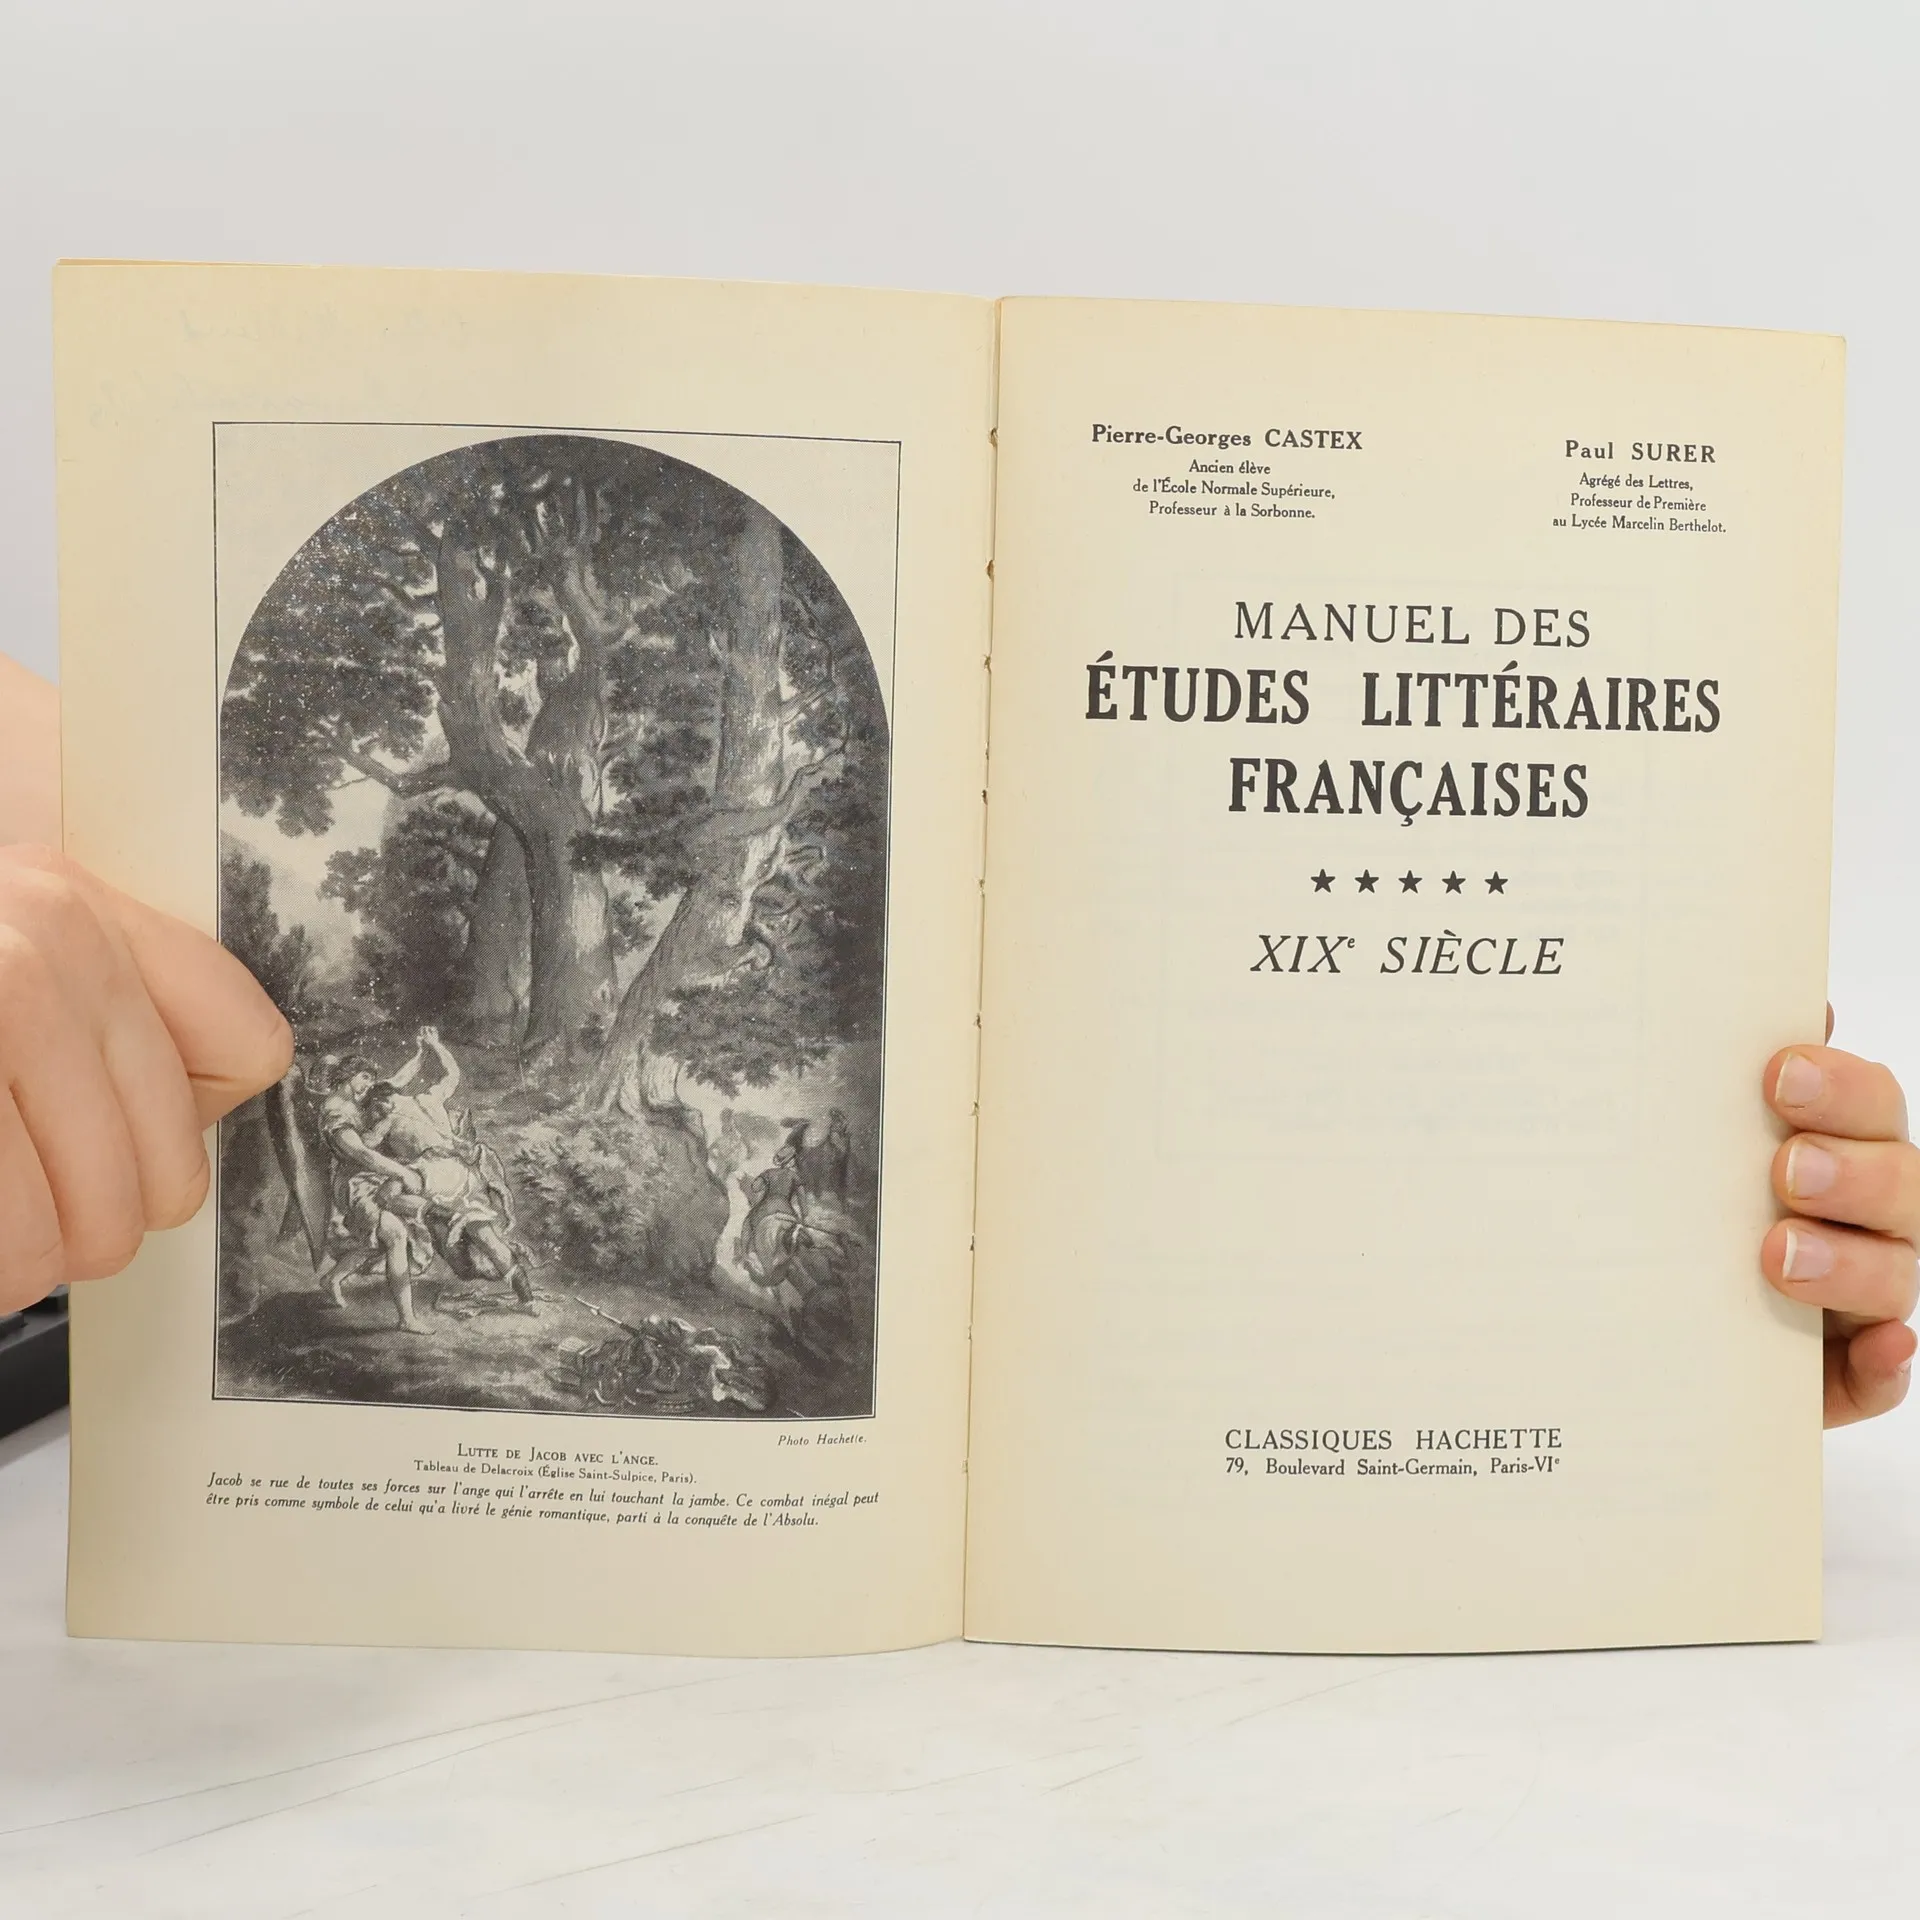 Photo Hachette.
LUTTE DE JACOB AVEC L'ANGE.
Tableau de Delacroix (Église Saint-Sulpice, Paris).
Jacob se rue de toutes ses forces sur l'ange qui l'arrête en lui touchant la jambe. Ce combat inégal peut
être pris comme symbole de celui qu'a livré le génie romantique, parti à la conquête de l'Absolu.
Pierre-Georges CASTEX
Ancien élève
de l'École Normale Supérieure,
Professeur à la Sorbonne.
Paul SURER
Agrégé des Lettres,
Professeur de Première
au Lycée Marcelin Berthelot.
MANUEL DES
ÉTUDES LITTÉRAIRES
FRANÇAISES
★ ★ ★ ★ ★
XIXe SIÈCLE
CLASSIQUES HACHETTE
79, Boulevard Saint-Germain, Paris-VIe